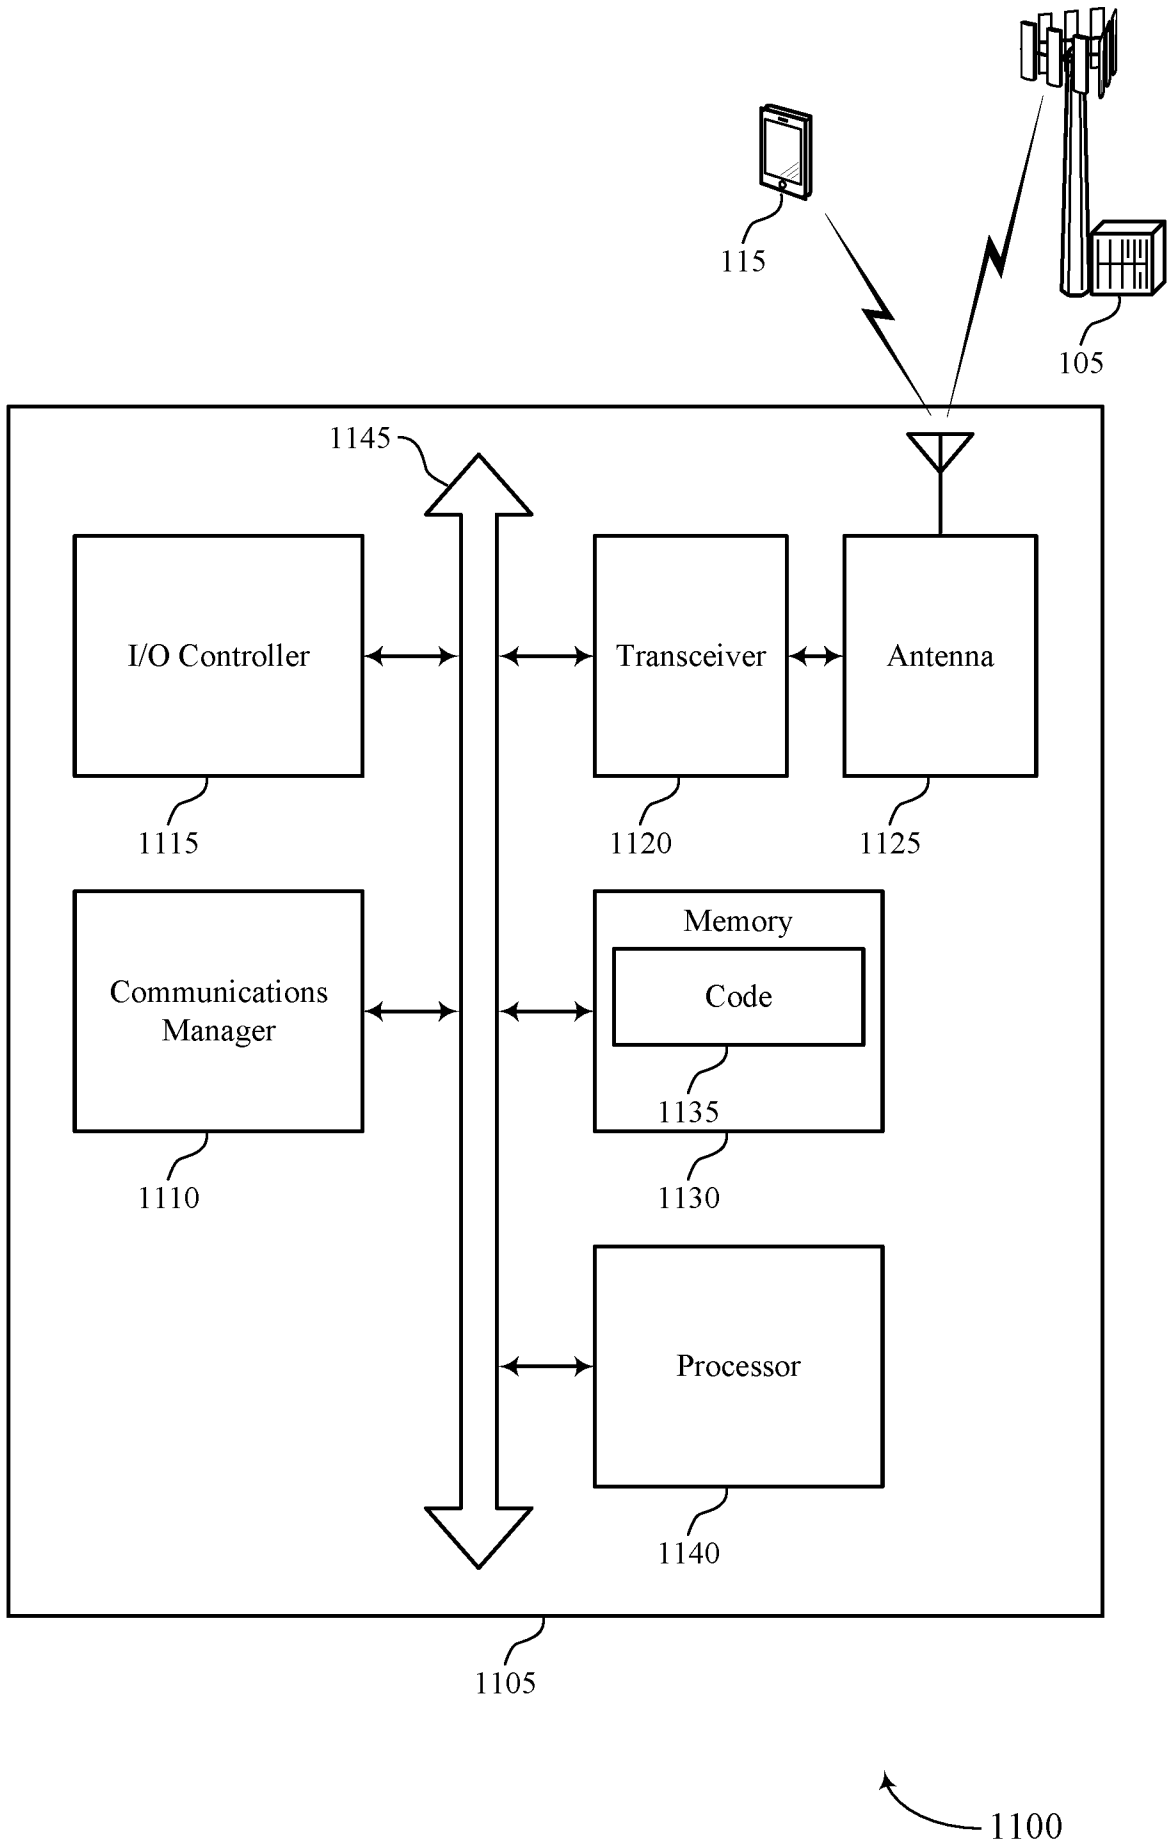 115
105
1145
I/O Controller
Transceiver
Antenna
1115
1120
1125
Memory
Code
Communications
Manager
1135
1110
1130
Processor
1140
1105
1100